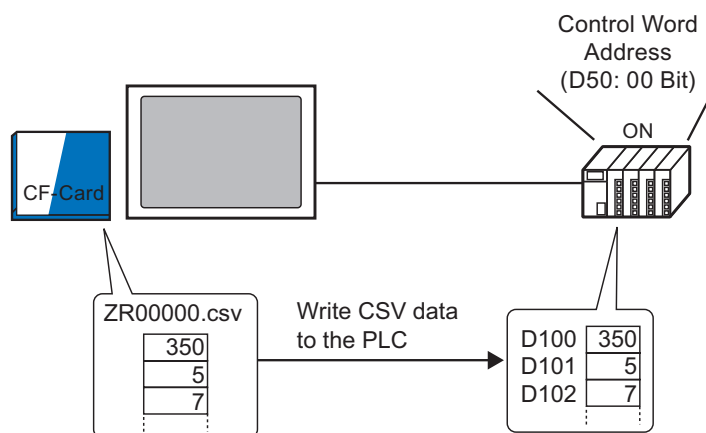 Control Word
Address
(D50: 00 Bit)
ON
CF-Card
ZR00000.csv
350
5
7
Write CSV data
to the PLC
D100 350
D101 5
D102 7